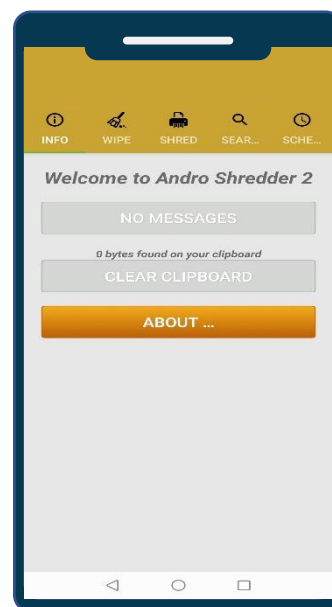 INFO WIPE SHRED SEAR... SCHE...
Welcome to Andro Shredder 2
NO MESSAGES
0 bytes found on your clipboard
CLEAR CLIPBOARD
ABOUT ...